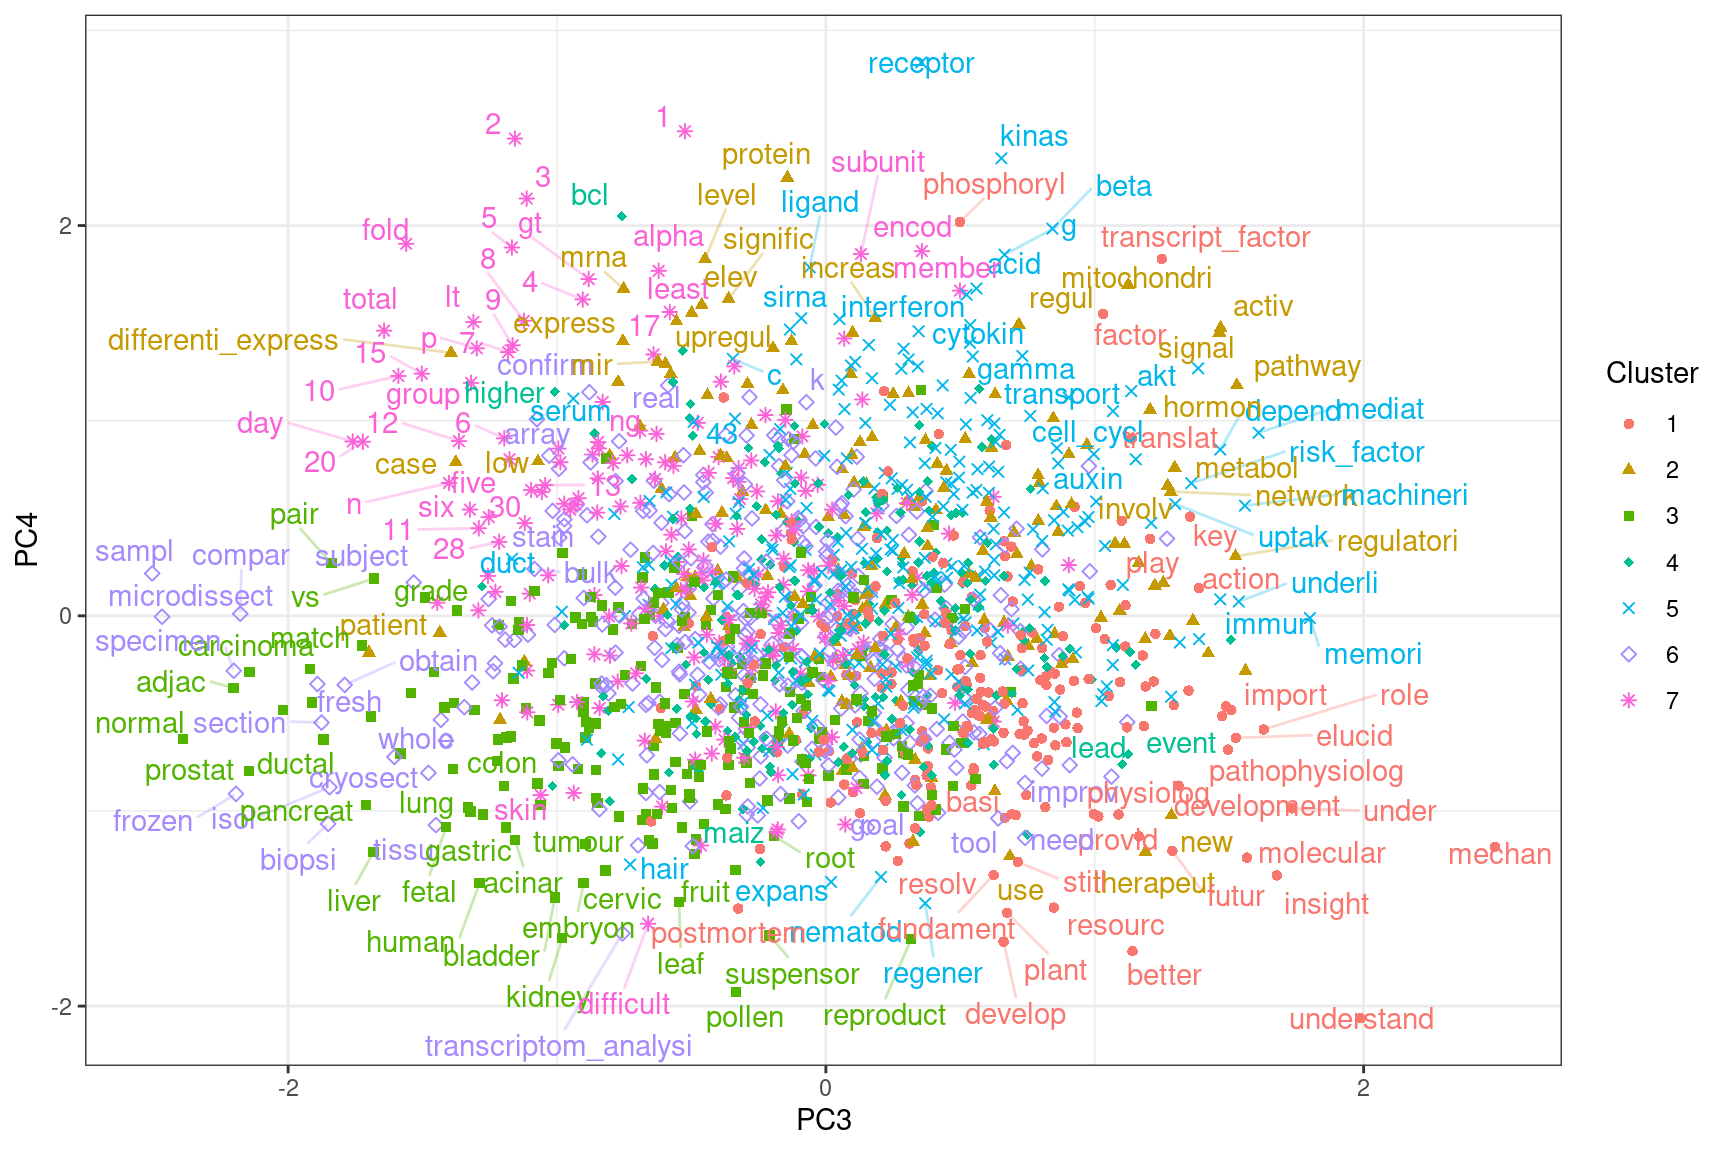 receptor
2
1
kinas
protein
subunit
3
level
phosphoryl
beta
bcl
ligand
5
gt
fold
encod
g
alpha
signific
transcript_factor
8
mrna
increas
member
acid
4
elev
mitochondri
total
lt
9
least
sirna
interferon
regul
activ
differenti_express
p
7
express
17
upregul
cytokin
factor
signal
15
confirm
mir
c
k
gamma
akt
pathway
10
group
higher
real
transport
hormon
depend
mediat
day
12
6
serum
ng
43
array
cell_cycl
translat
20
case
low
risk_factor
metabol
n
five
13
auxin
network
machineri
pair
six
30
involv
11
28
stain
key
uptak
regulatori
sampl
compar
subject
duct
bulk
play
action
underli
microdissect
vs
grade
specimen
carcinoma
match
patient
immun
memori
adjac
obtain
fresh
import
role
normal
section
whole
lead
event
elucid
prostat
ductal
cryosect
colon
pathophysiolog
frozen
isol
pancreat
lung
skin
basi
improv
physiolog
development
under
biopsi
tissu
gastric
tumour
maiz
root
goal
tool
need
provid
new
molecular
mechan
liver
fetal
acinar
cervic
hair
fruit
expans
resolv
use
still
therapeut
futur
insight
human
bladder
embryon
postmortem
nematod
fundament
resourc
kidney
leaf
suspensor
regener
plant
better
difficult
pollen
reproduct
develop
understand
transcriptom_analysi
2
0
-2
PC4
-2
0
2
PC3
Cluster
1
2
3
4
5
6
7